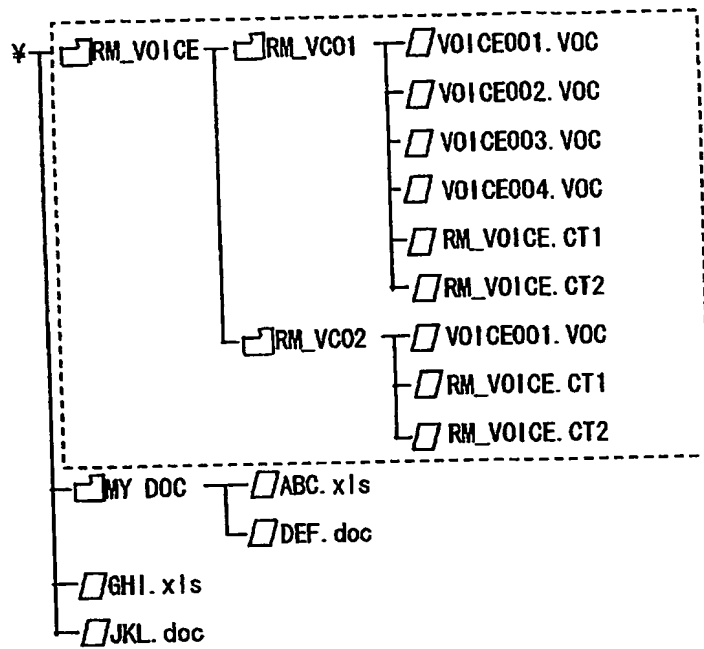 ¥ RM_VOICE RM_VC01 VOICE001.VOC
VOICE002.VOC
VOICE003.VOC
VOICE004.VOC
RM_VOICE.CT1
RM_VOICE.CT2
RM_VC02 VOICE001.VOC
RM_VOICE.CT1
RM_VOICE.CT2
MY DOC ABC.xls
DEF.doc
GHI.xls
JKL.doc